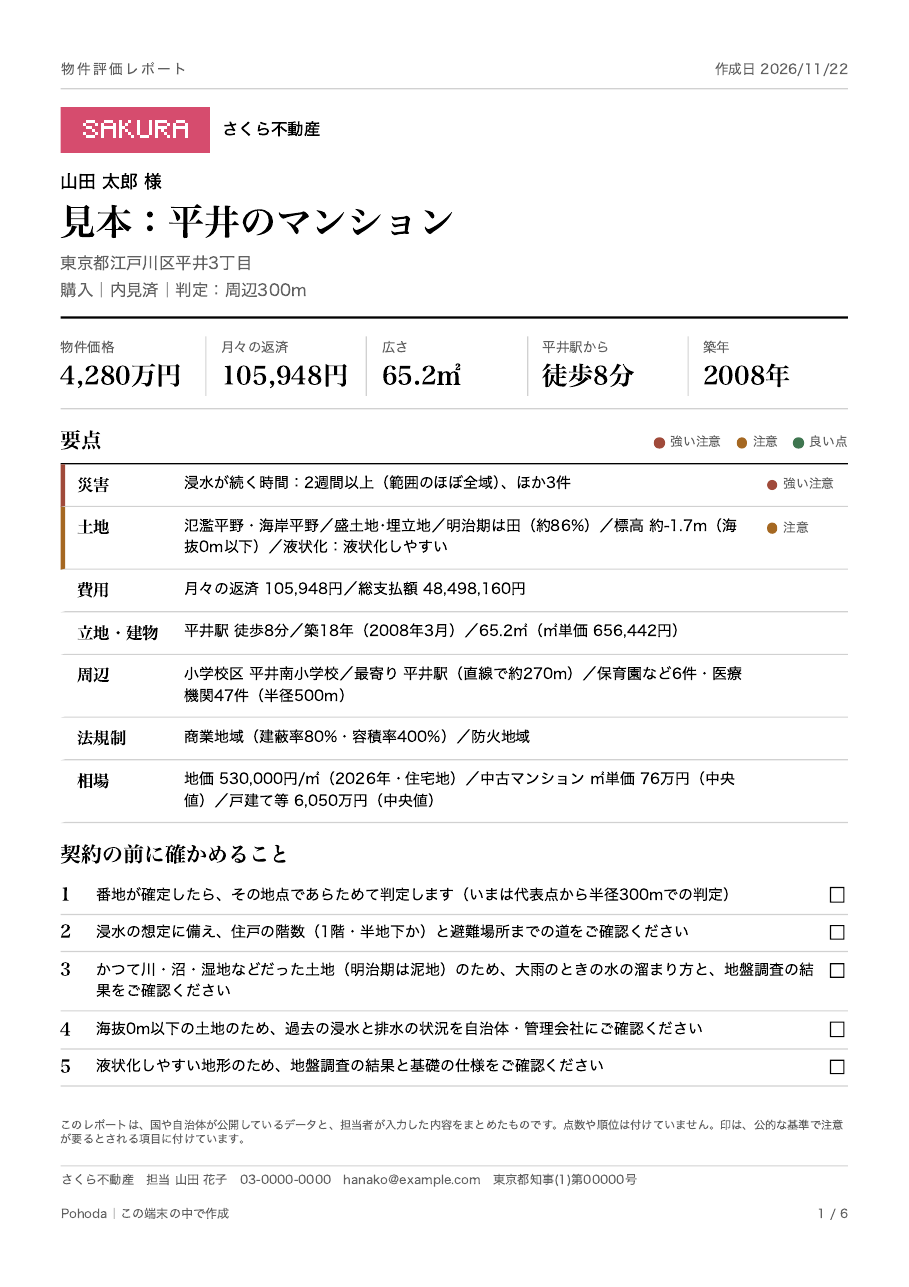 物件評価レポート
作成日 2026/11/22
SAKURA
さくら不動産
山田 太郎 様
見本：平井のマンション
東京都江戸川区平井3丁目
購入｜内見済｜判定：周辺300m
物件価格
4,280万円
月々の返済
105,948円
広さ
65.2㎡
平井駅から
徒歩8分
築年
2008年
要点
強い注意 注意 良い点
災害
浸水が続く時間：2週間以上（範囲のほぼ全域）、ほか3件
強い注意
土地
氾濫平野・海岸平野／盛土地･埋立地／明治期は田（約86%）／標高 約-1.7m（海
抜0m以下）／液状化：液状化しやすい
注意
費用
月々の返済 105,948円／総支払額 48,498,160円
立地・建物
平井駅 徒歩8分／築18年（2008年3月）／65.2㎡（㎡単価 656,442円）
周辺
小学校区 平井南小学校／最寄り 平井駅（直線で約270m）／保育園など6件・医療
機関47件（半径500m）
法規制
商業地域（建蔽率80%・容積率400%）／防火地域
相場
地価 530,000円/㎡（2026年・住宅地）／中古マンション ㎡単価 76万円（中央
値）／戸建て等 6,050万円（中央値）
契約の前に確かめること
1 番地が確定したら、その地点であらためて判定します（いまは代表点から半径300mでの判定）
2 浸水の想定に備え、住戸の階数（1階・半地下か）と避難場所までの道をご確認ください
3 かつて川・沼・湿地などだった土地（明治期は泥地）のため、大雨のときの水の溜まり方と、地盤調査の結
果をご確認ください
4 海抜0m以下の土地のため、過去の浸水と排水の状況を自治体・管理会社にご確認ください
5 液状化しやすい地形のため、地盤調査の結果と基礎の仕様をご確認ください
このレポートは、国や自治体が公開しているデータと、担当者が入力した内容をまとめたものです。点数や順位は付けていません。印は、公的な基準で注意
が要るとされる項目に付けています。
さくら不動産 担当 山田 花子 03-0000-0000 hanako@example.com 東京都知事(1)第00000号
Pohoda｜この端末の中で作成
1 / 6